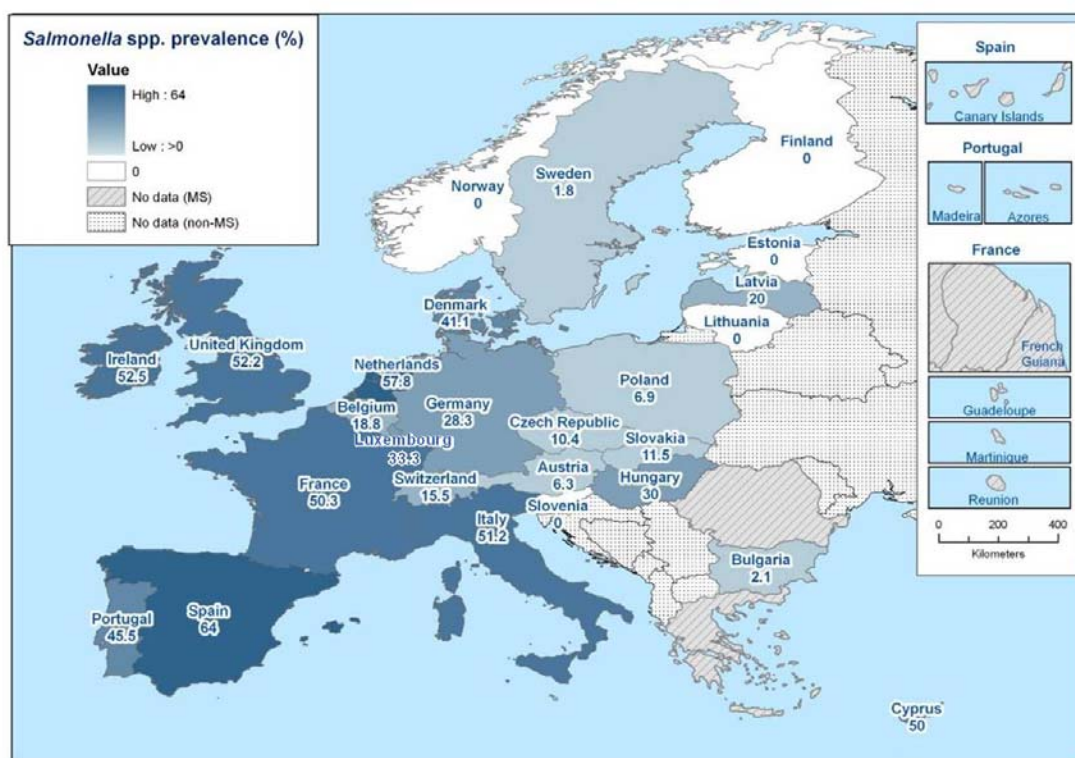 Salmonella spp. prevalence (%)
Value
High : 64
Low : >0
0
No data (MS)
No data (non-MS)
Spain
Canary Islands
Portugal
Madeira
Azores
France
French
Guiana
Guadeloupe
Martinique
Reunion
0 200 400
Kilometers
Finland
0
Norway
0
Sweden
1.8
Estonia
0
Latvia
20
Lithuania
0
Denmark
41.1
United Kingdom
52.2
Ireland
52.5
Netherlands
57.8
Poland
6.9
Belgium
18.8
Germany
28.3
Czech Republic
10.4
Luxembourg
33.3
Slovakia
11.5
Austria
6.3
Hungary
30
Switzerland
15.5
France
50.3
Slovenia
0
Italy
51.2
Bulgaria
2.1
Portugal
45.5
Spain
64
Cyprus
50